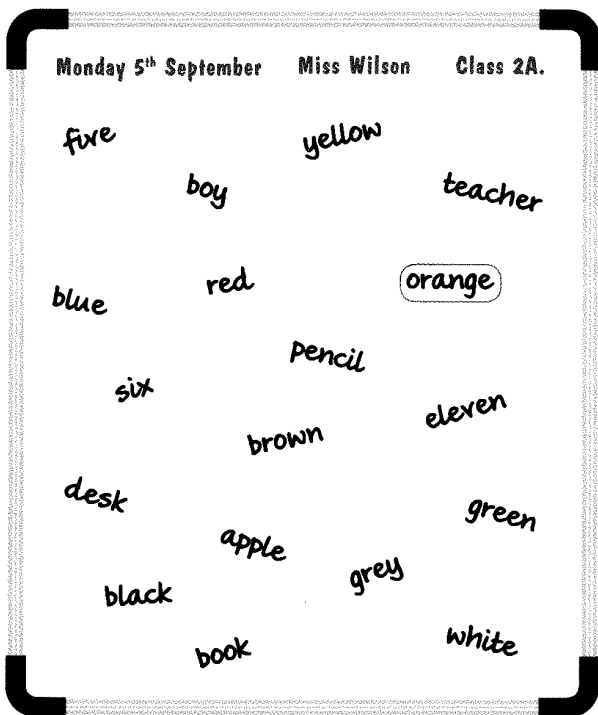 Monday 5th September Miss Wilson Class 2A.
five
yellow
boy
teacher
blue
red
orange
pencil
six
brown
eleven
desk
apple
green
black
grey
book
white